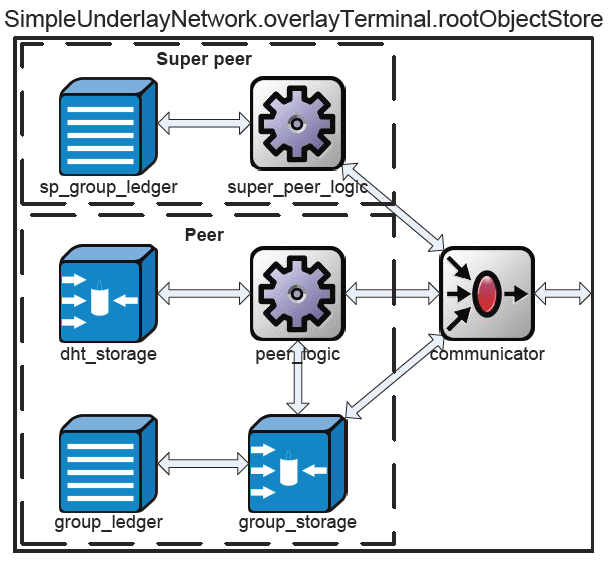 SimpleUnderlayNetwork.overlayTerminal.rootObjectStore
Super peer
sp_group_ledger
super_peer_logic
Peer
dht_storage
peer_logic
communicator
group_ledger
group_storage